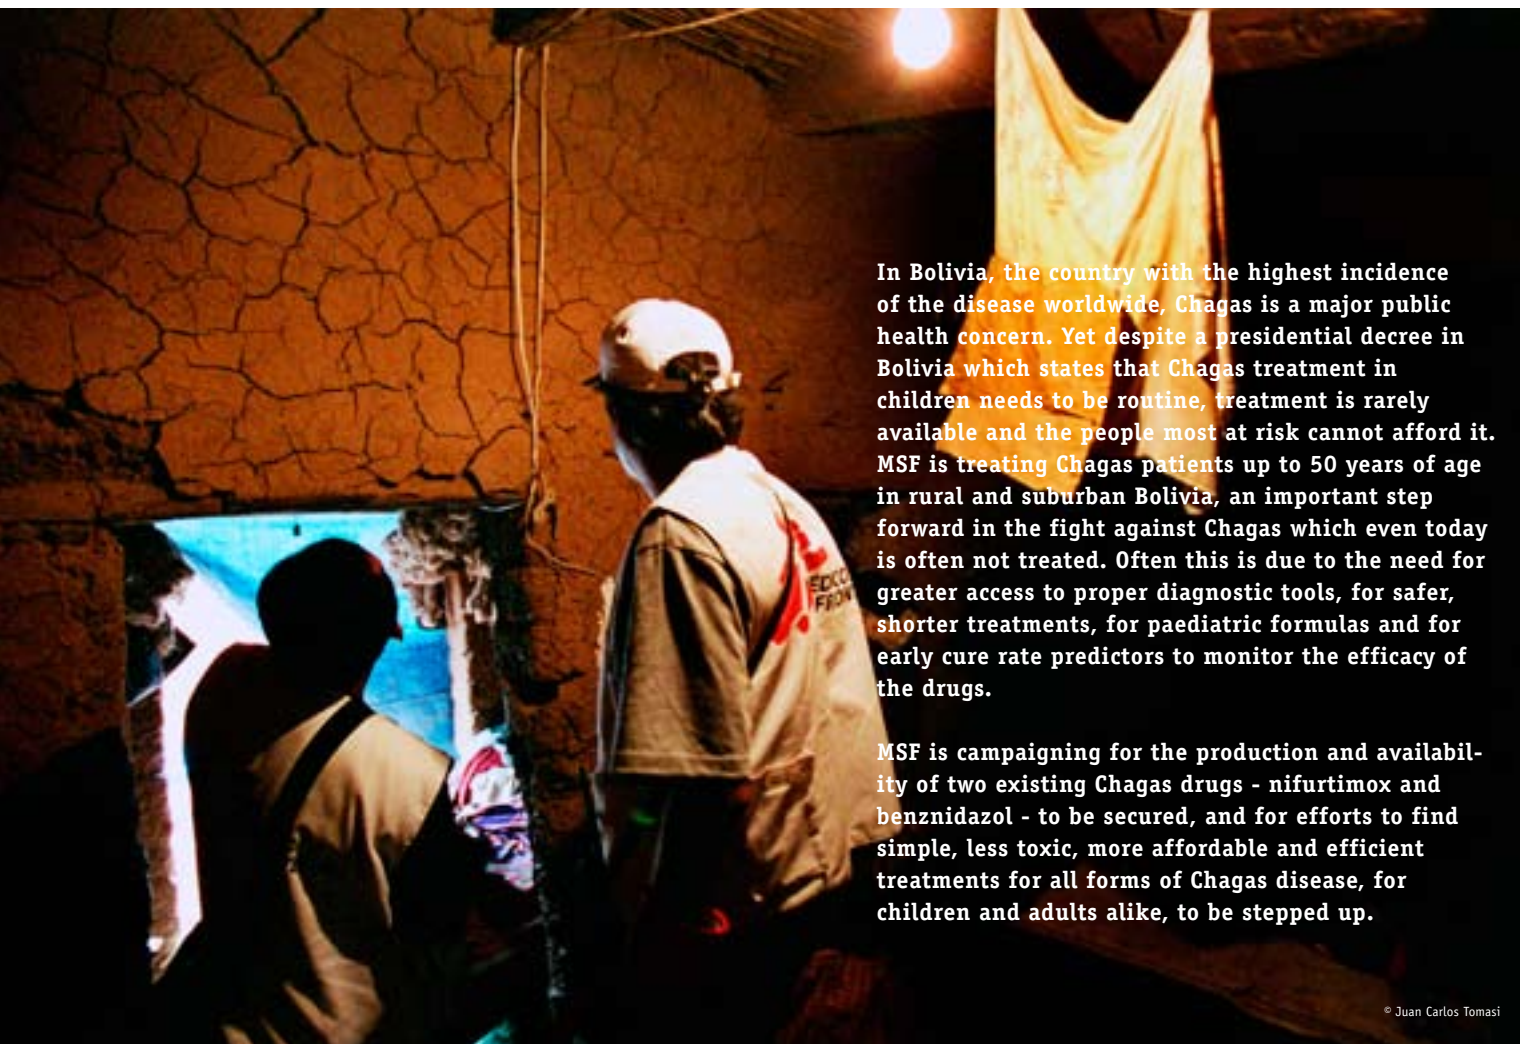 In Bolivia, the country with the highest incidence
of the disease worldwide, Chagas is a major public
health concern. Yet despite a presidential decree in
Bolivia which states that Chagas treatment in
children needs to be routine, treatment is rarely
available and the people most at risk cannot afford it.
MSF is treating Chagas patients up to 50 years of age
in rural and suburban Bolivia, an important step
forward in the fight against Chagas which even today
is often not treated. Often this is due to the need for
greater access to proper diagnostic tools, for safer,
shorter treatments, for paediatric formulas and for
early cure rate predictors to monitor the efficacy of
the drugs.
MSF is campaigning for the production and availabil-
ity of two existing Chagas drugs - nifurtimox and
benznidazol - to be secured, and for efforts to find
simple, less toxic, more affordable and efficient
treatments for all forms of Chagas disease, for
children and adults alike, to be stepped up.
© Juan Carlos Tomasi